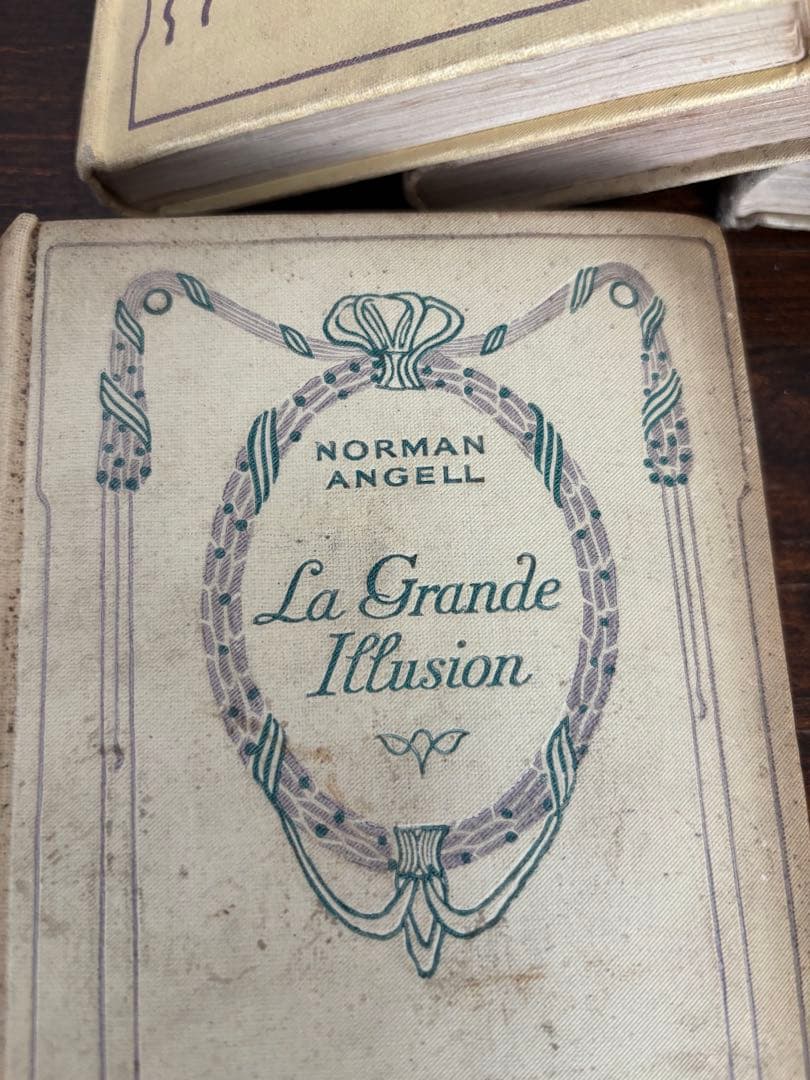 NORMAN
ANGELL
La Grande
Illusion